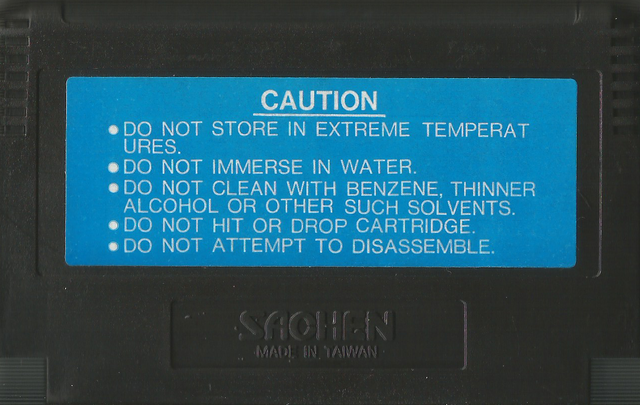 CAUTION
●DO NOT STORE IN EXTREME TEMPERAT
URES.
●DO NOT IMMERSE IN WATER.
●DO NOT CLEAN WITH BENZENE, THINNER
ALCOHOL OR OTHER SUCH SOLVENTS.
●DO NOT HIT OR DROP CARTRIDGE.
●DO NOT ATTEMPT TO DISASSEMBLE.
SACHEN
MADE IN TAIWAN